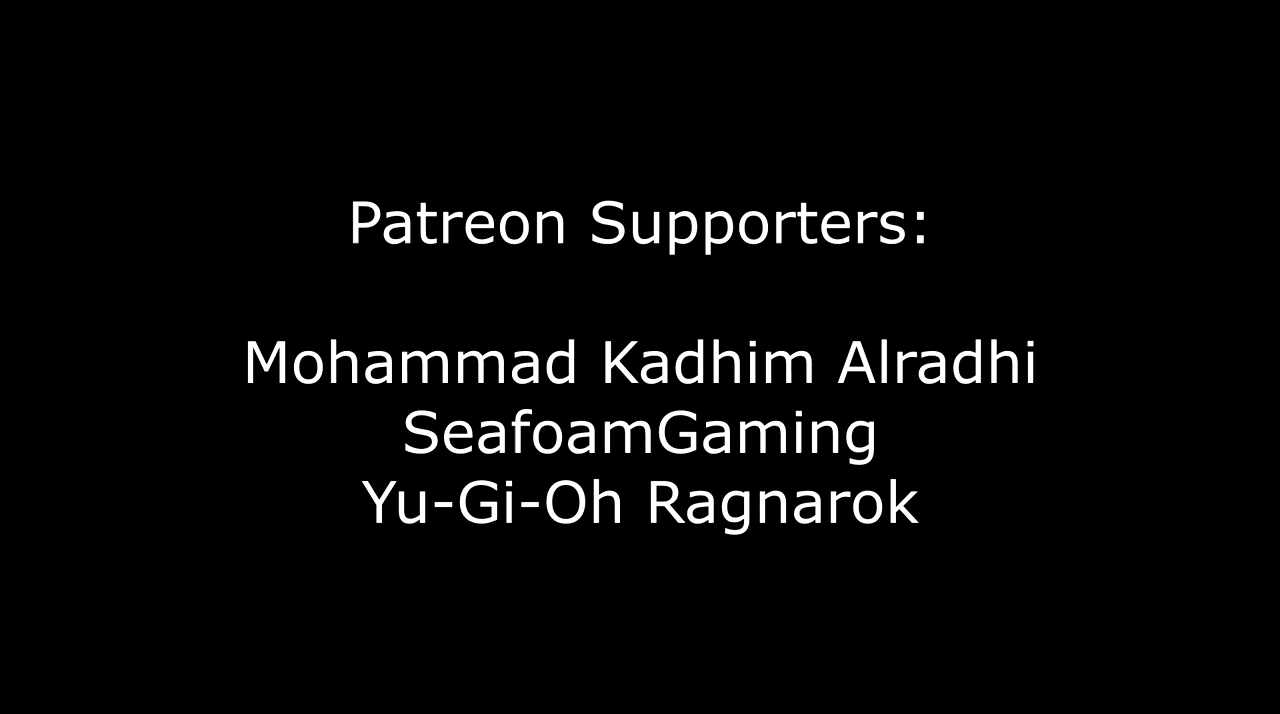 Patreon Supporters:
Mohammad Kadhim Alradhi
SeafoamGaming
Yu-Gi-Oh Ragnarok